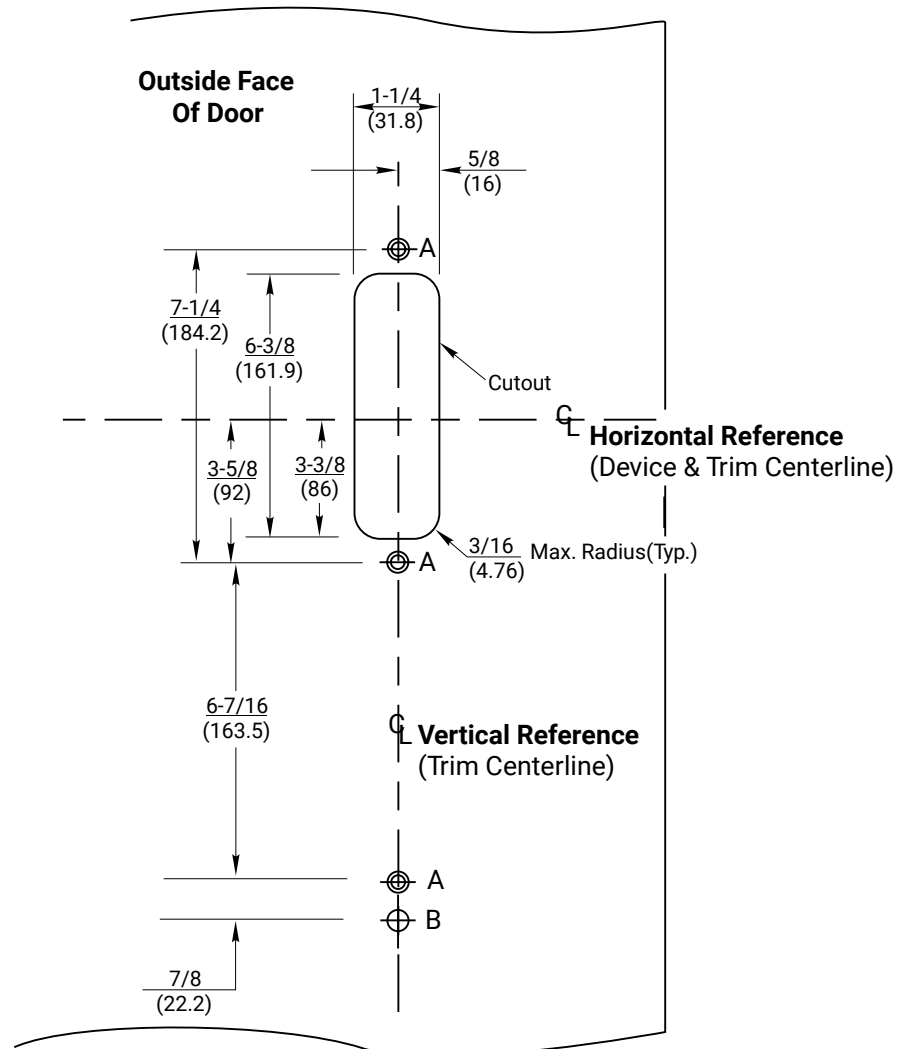 Outside Face
Of Door
1-1/4
(31.8)
5/8
(16)
A
7-1/4
(184.2)
6-3/8
(161.9)
Cutout
CL Horizontal Reference
(Device & Trim Centerline)
3-5/8
(92)
3-3/8
(86)
A
3/16 Max. Radius(Typ.)
(4.76)
6-7/16
(163.5)
CL Vertical Reference
(Trim Centerline)
A
B
7/8
(22.2)